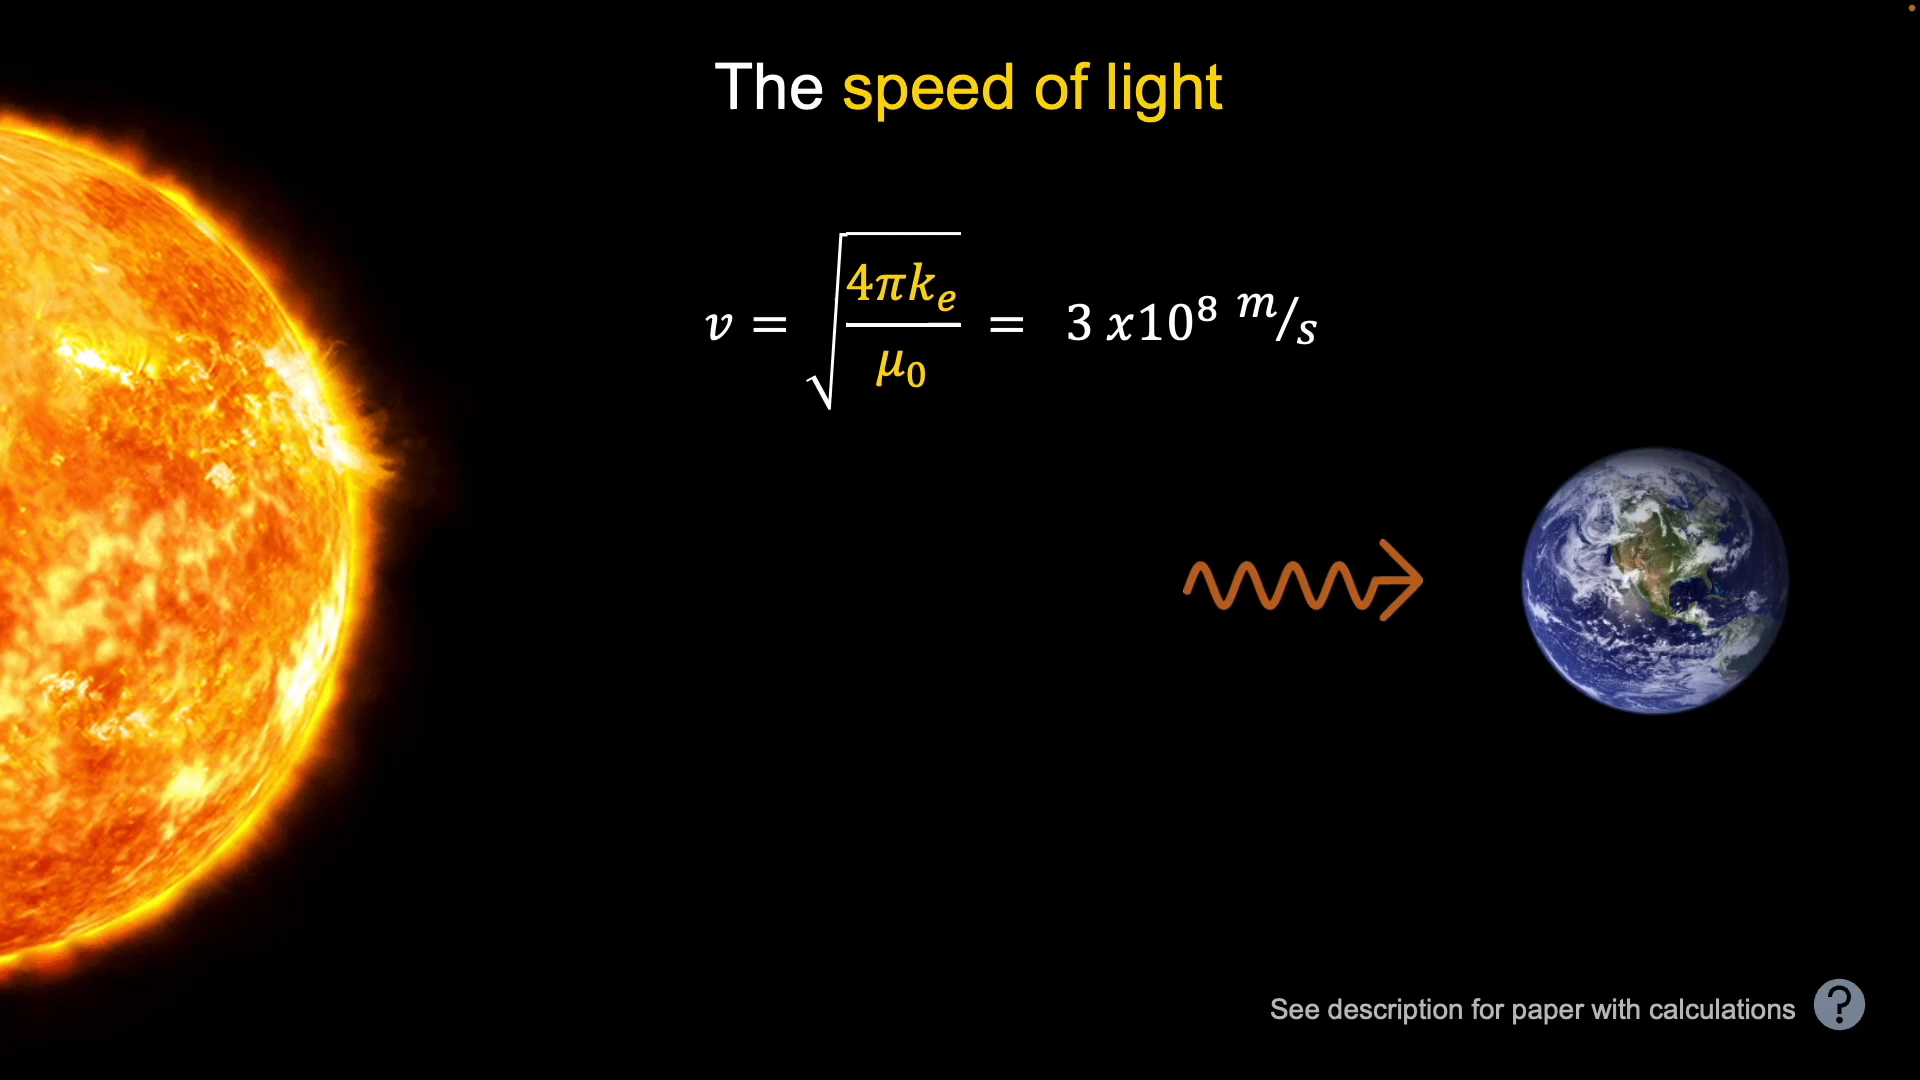 The speed of light
v = √(4πkₑ/μ₀) = 3 x10⁸ m/s
See description for paper with calculations ?